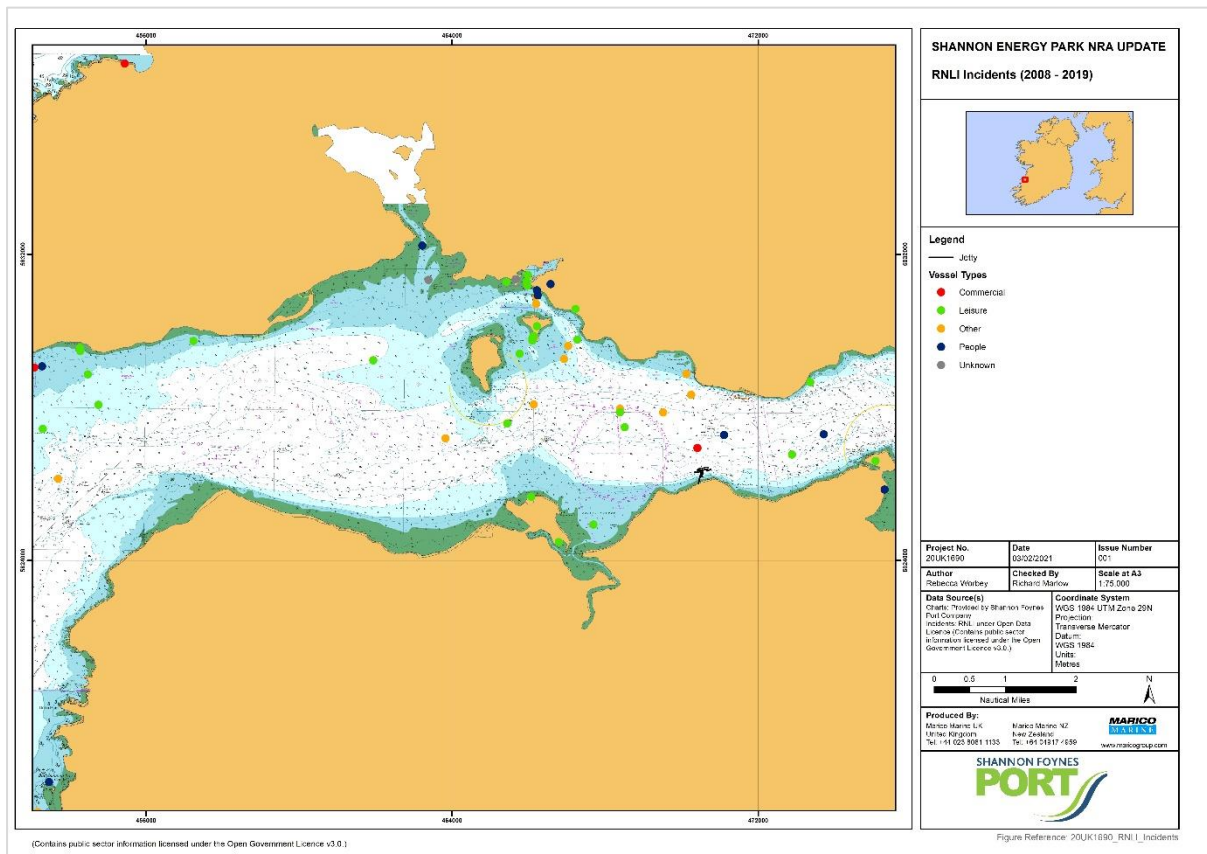 456000
464000
472000
5832000
5832000
5824000
5824000
456000
464000
472000
(Contains public sector information licensed under the Open Government Licence v3.0.)
SHANNON ENERGY PARK NRA UPDATE
RNLI Incidents (2008 - 2019)
Legend
Jetty
Vessel Types
Commercial
Leisure
Other
People
Unknown
Project No.
20UK1690
Date
03/02/2021
Issue Number
001
Author
Rebecca Worbey
Checked By
Richard Marlow
Scale at A3
1:75,000
Data Source(s)
Charts: Provided by Shannon Foynes
Port Company
Incidents: RNLI under Open Data
Licence (Contains public sector
information licensed under the Open
Government Licence v3.0.)
Coordinate System
WGS 1984 UTM Zone 29N
Projection:
Transverse Mercator
Datum:
WGS 1984
Units:
Metres
0 0.5 1 2
Nautical Miles
N
Produced By:
Marico Marine UK
United Kingdom
Marico Marine NZ
New Zealand
MARICO
MARINE
www.maricogroup.com
SHANNON FOYNES
PORT
Figure Reference: 20UK1690_RNLI_Incidents